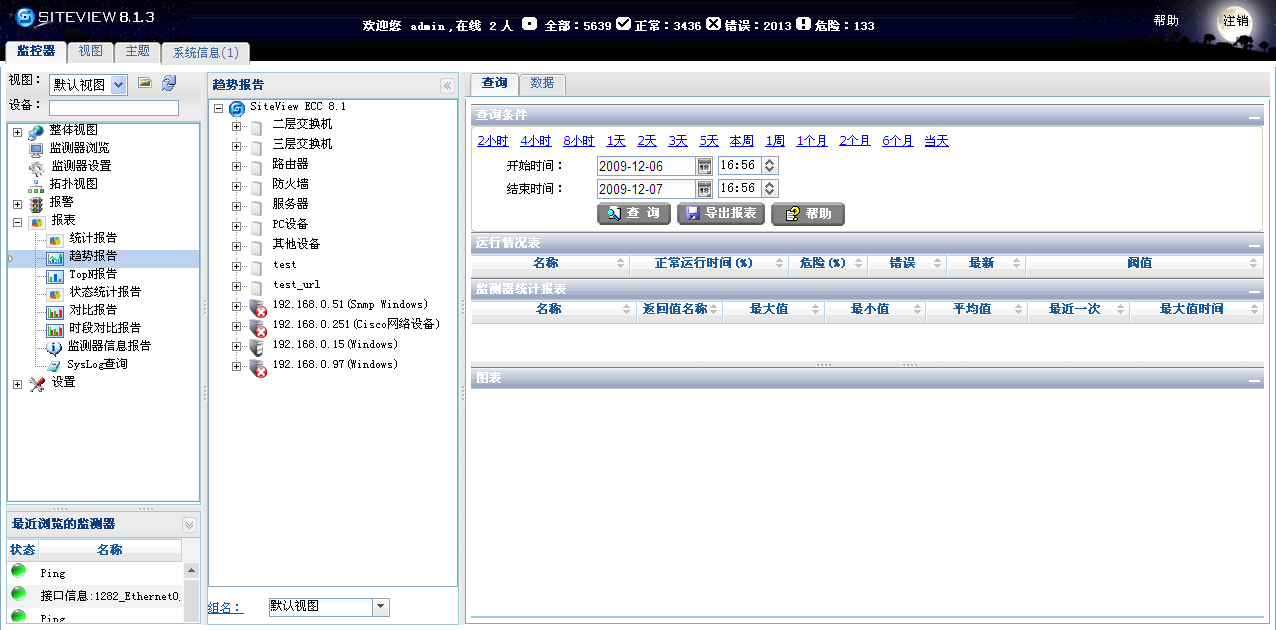 SITEVIEW 8.1.3
欢迎您 admin,在线 2 人 全部：5639 正常：3436 错误：2013 危险：133
帮助 注销
监控器 视图 主题 系统信息(1)
视图： 默认视图
设备：
整体视图
监测器浏览
监测器设置
拓扑视图
报警
报表
统计报告
趋势报告
TopN报告
状态统计报告
对比报告
时段对比报告
监测器信息报告
SysLog查询
设置
最近浏览的监测器
状态 名称
Ping
接口信息:1282_Ethernet0,
Ping
趋势报告
SiteView ECC 8.1
二层交换机
三层交换机
路由器
防火墙
服务器
PC设备
其他设备
test
test_url
192.168.0.51(Snmp Windows)
192.168.0.251(Cisco网络设备)
192.168.0.15(Windows)
192.168.0.97(Windows)
组名： 默认视图
查询 数据
查询条件
2小时 4小时 8小时 1天 2天 3天 5天 本周 1周 1个月 2个月 6个月 当天
开始时间： 2009-12-06 16:56
结束时间： 2009-12-07 16:56
查 询 导出报表 帮助
运行情况表
名称 正常运行时间(%) 危险(%) 错误 最新 阀值
监测器统计报表
名称 返回值名称 最大值 最小值 平均值 最近一次 最大值时间
图表